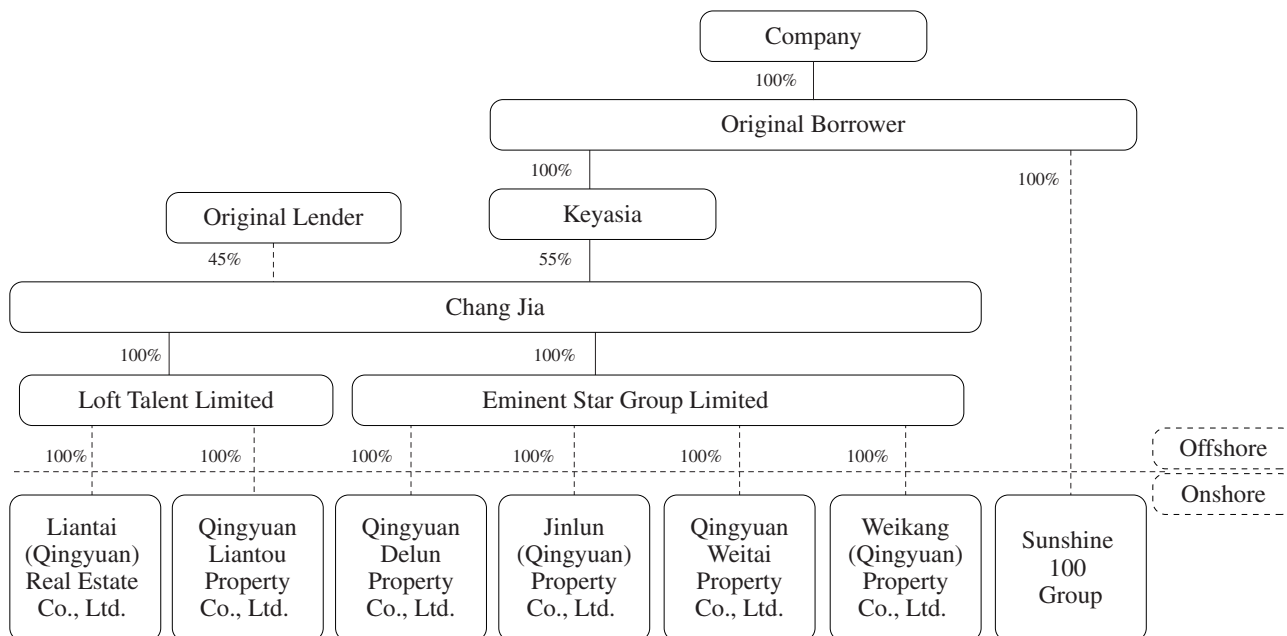 Company
100%
Original Borrower
100%
100%
Original Lender
Keyasia
45%
55%
Chang Jia
100%
100%
Loft Talent Limited
Eminent Star Group Limited
100%
100%
100%
100%
100%
100%
Offshore
Onshore
Liantai
(Qingyuan)
Real Estate
Co., Ltd.
Qingyuan
Liantou
Property
Co., Ltd.
Qingyuan
Delun
Property
Co., Ltd.
Jinlun
(Qingyuan)
Property
Co., Ltd.
Qingyuan
Weitai
Property
Co., Ltd.
Weikang
(Qingyuan)
Property
Co., Ltd.
Sunshine
100
Group